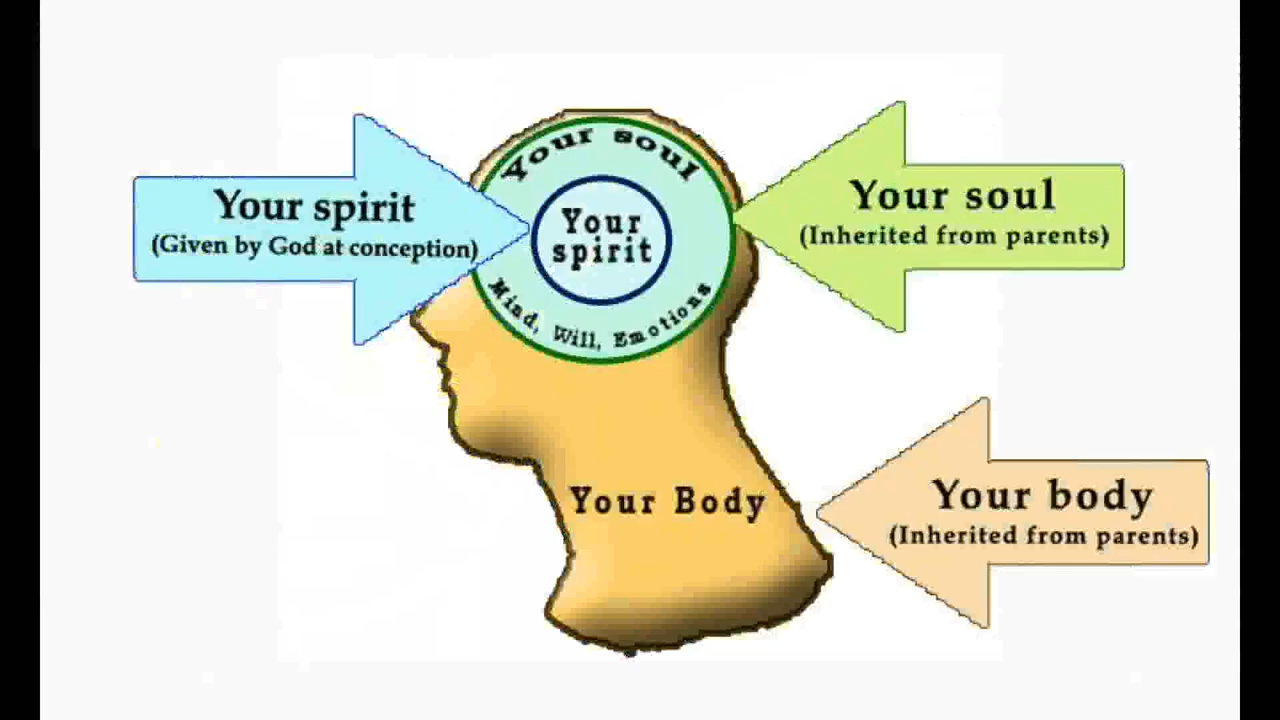 Your spirit
(Given by God at conception)
Your soul
Your
spirit
Mind, Will, Emotions
Your soul
(Inherited from parents)
Your Body
Your body
(Inherited from parents)